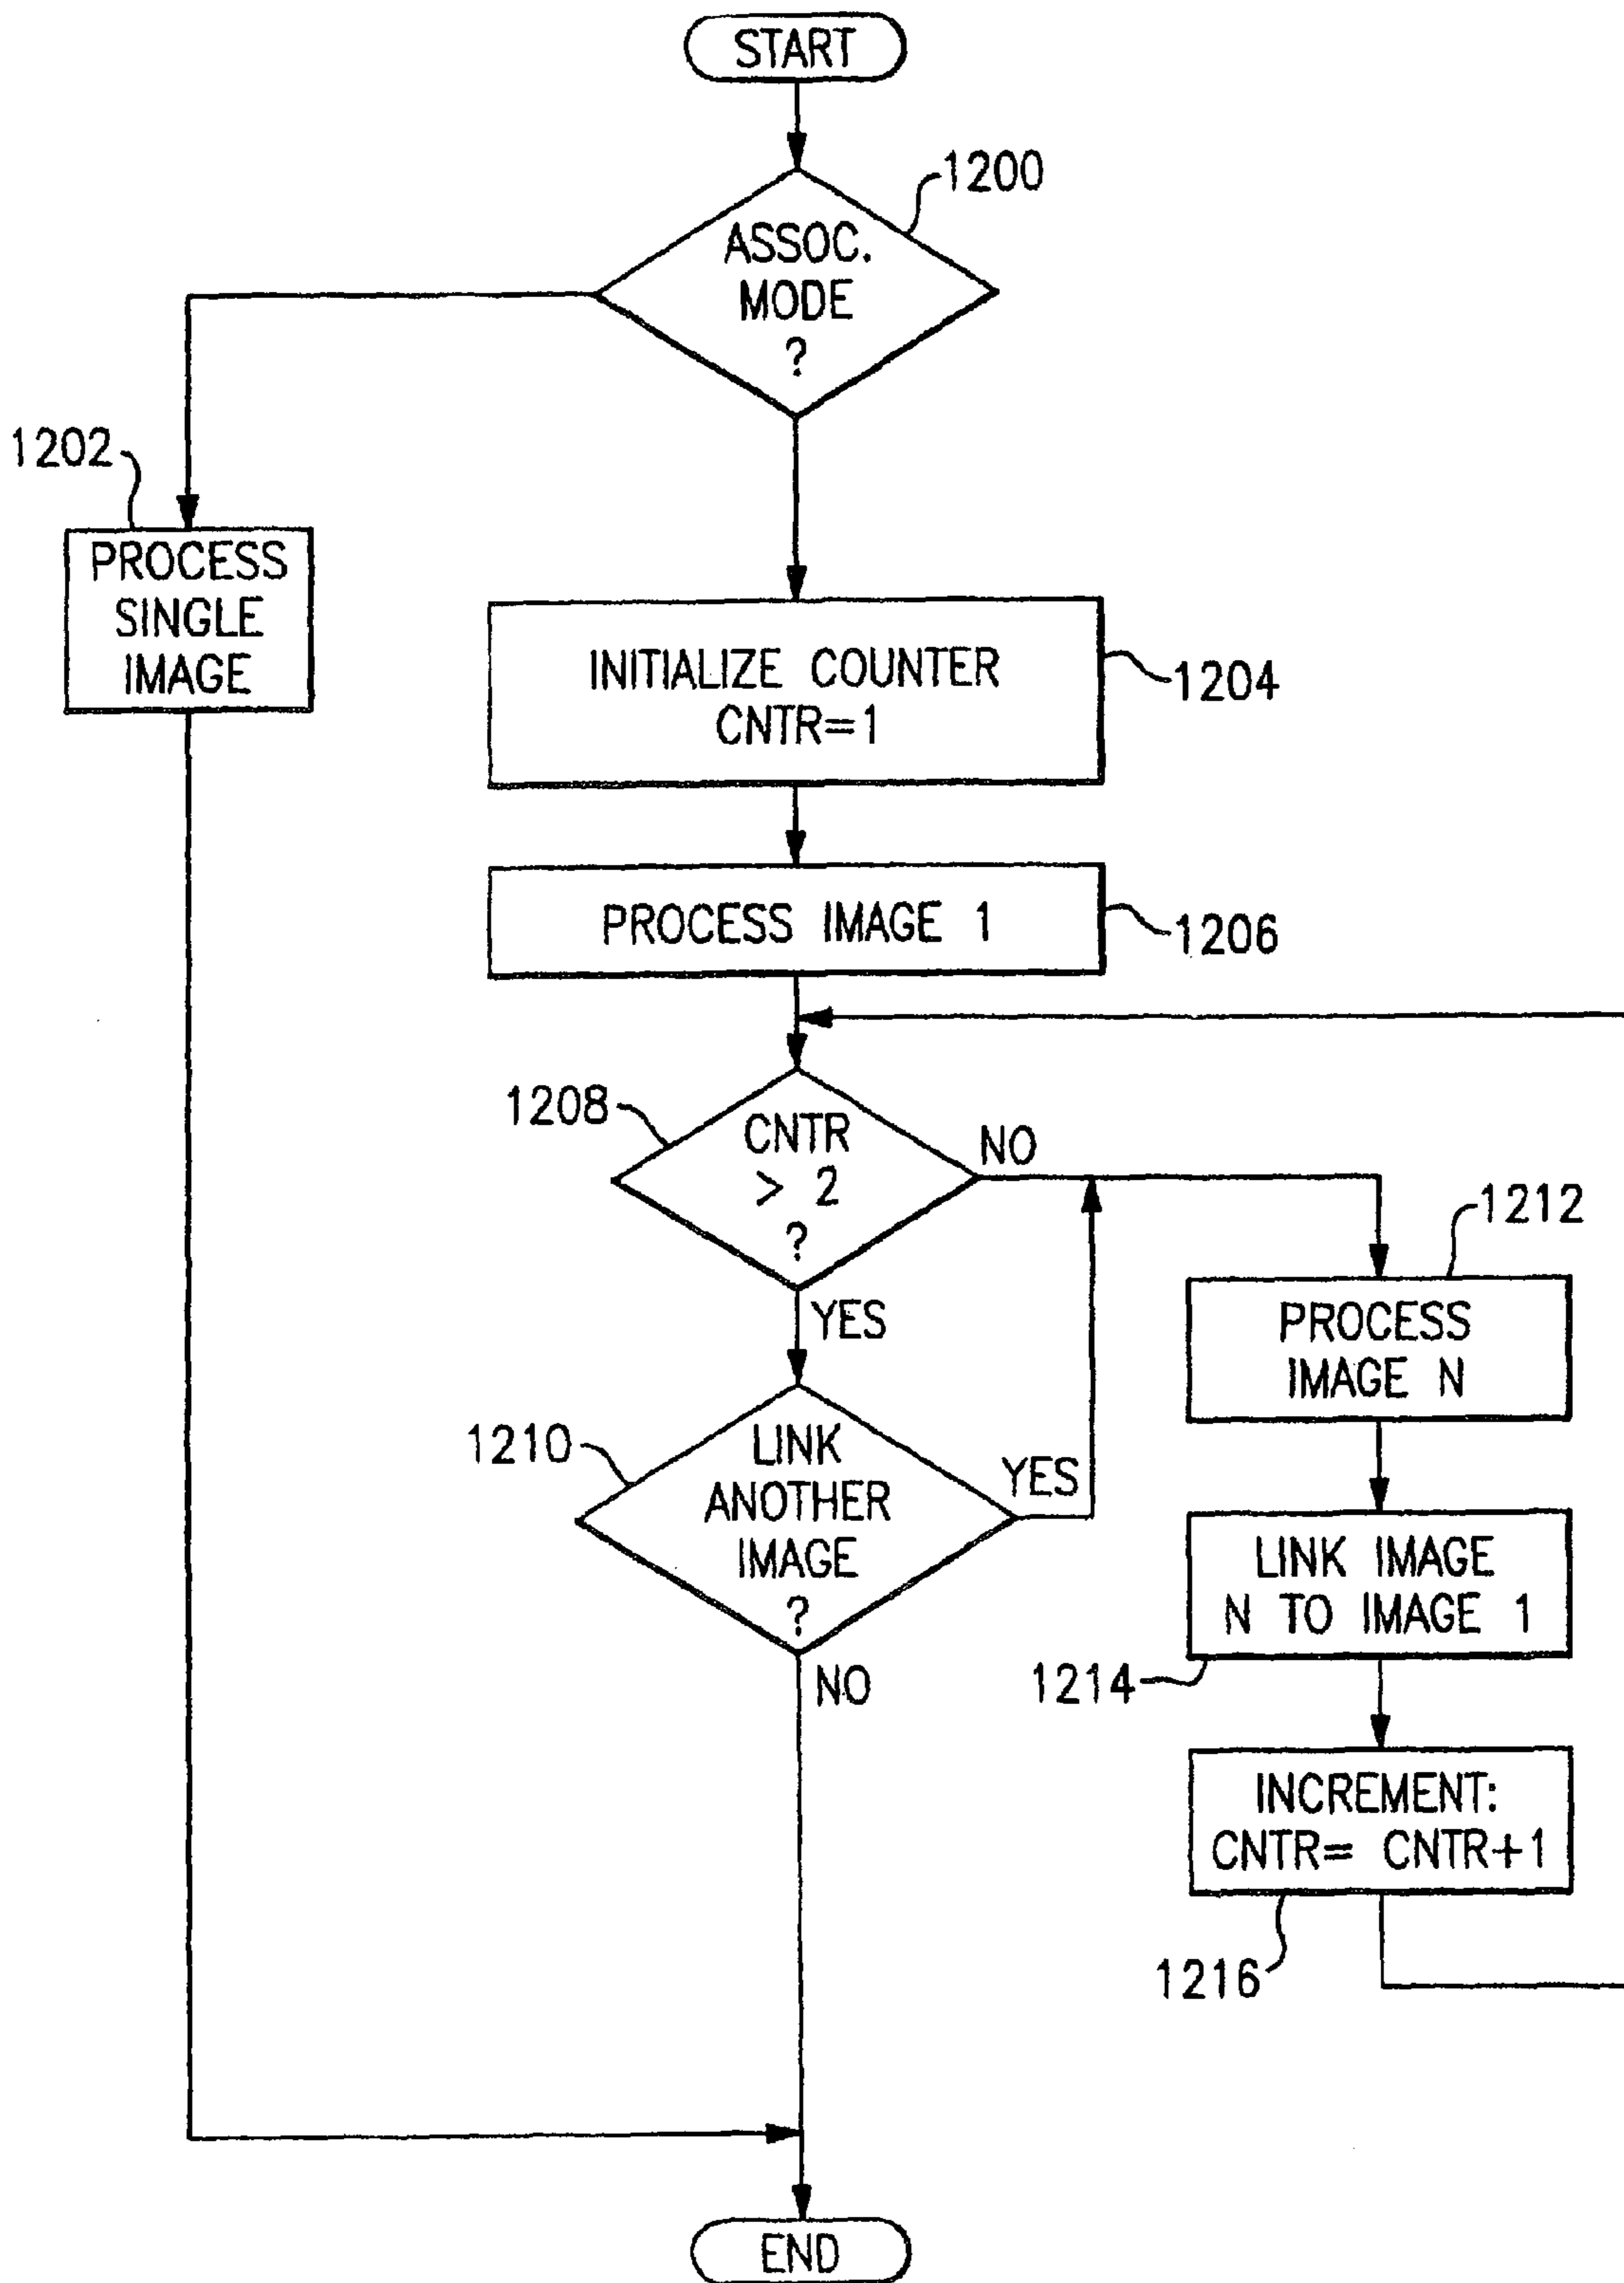 START
1200
ASSOC.
MODE
?
1202
PROCESS
SINGLE
IMAGE
INITIALIZE COUNTER
CNTR=1
1204
PROCESS IMAGE 1
1206
1208
CNTR
> 2
?
NO
YES
1212
PROCESS
IMAGE N
1210
LINK
ANOTHER
IMAGE
?
YES
NO
LINK IMAGE
N TO IMAGE 1
1214
INCREMENT:
CNTR= CNTR+1
1216
END